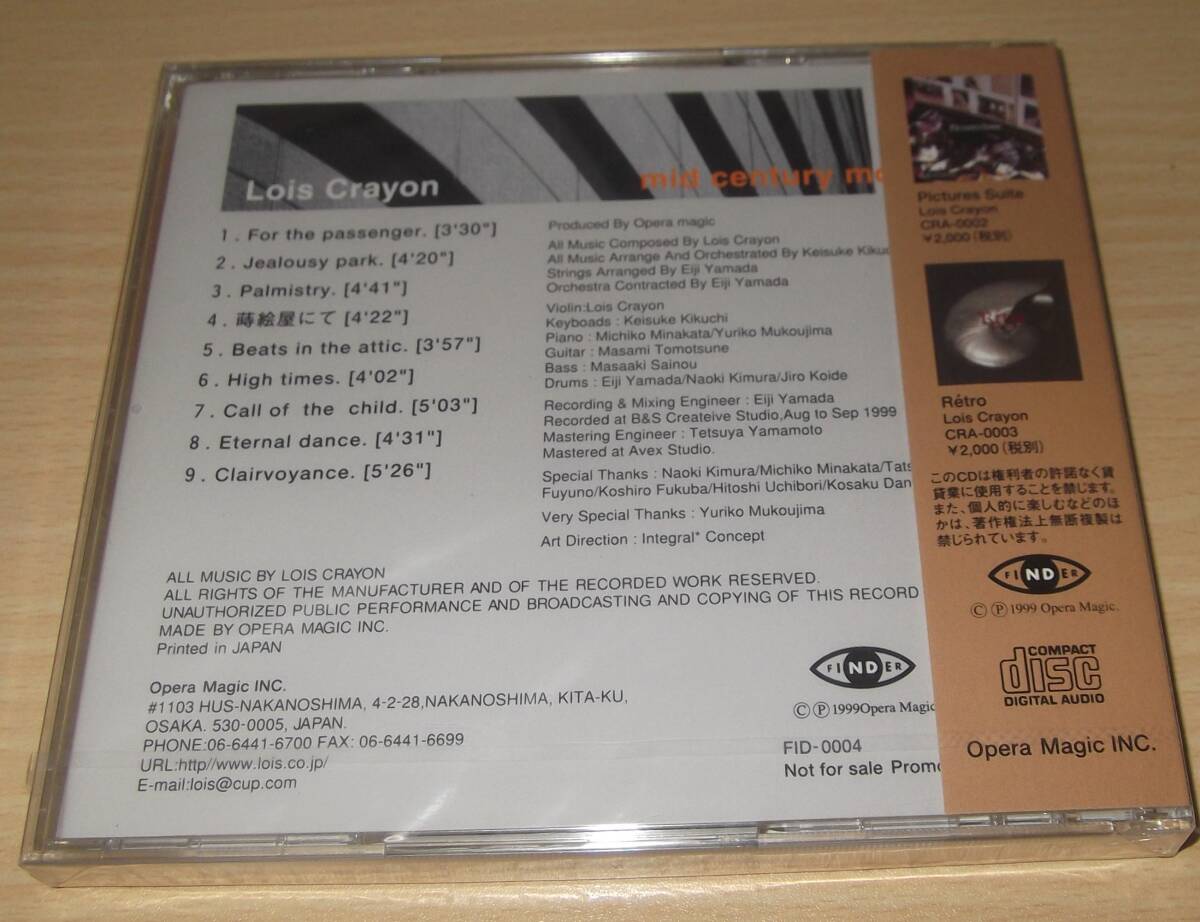 Lois Crayon
mid century mo
1. For the passenger. [3'30"]
2. Jealousy park. [4'20"]
3. Palmistry. [4'41"]
4. 蒔絵屋にて [4'22"]
5. Beats in the attic. [3'57"]
6. High times. [4'02"]
7. Call of the child. [5'03"]
8. Eternal dance. [4'31"]
9. Clairvoyance. [5'26"]
Produced By Opera magic
All Music Composed By Lois Crayon
All Music Arrange And Orchestrated By Keisuke Kikuc
Strings Arranged By Eiji Yamada
Orchestra Contracted By Eiji Yamada
Violin:Lois Crayon
Keyboads : Keisuke Kikuchi
Piano : Michiko Minakata/Yuriko Mukoujima
Guitar : Masami Tomotsune
Bass : Masaaki Sainou
Drums : Eiji Yamada/Naoki Kimura/Jiro Koide
Recording & Mixing Engineer : Eiji Yamada
Recorded at B&S Createive Studio,Aug to Sep 1999
Mastering Engineer : Tetsuya Yamamoto
Mastered at Avex Studio.
Special Thanks : Naoki Kimura/Michiko Minakata/Tats
Fuyuno/Koshiro Fukuba/Hitoshi Uchibori/Kosaku Dan
Very Special Thanks : Yuriko Mukoujima
Art Direction : Integral* Concept
ALL MUSIC BY LOIS CRAYON
ALL RIGHTS OF THE MANUFACTURER AND OF THE RECORDED WORK RESERVED.
UNAUTHORIZED PUBLIC PERFORMANCE AND BROADCASTING AND COPYING OF THIS RECORD
MADE BY OPERA MAGIC INC.
Printed in JAPAN
Opera Magic INC.
#1103 HUS-NAKANOSHIMA, 4-2-28,NAKANOSHIMA, KITA-KU,
OSAKA. 530-0005, JAPAN.
PHONE:06-6441-6700 FAX: 06-6441-6699
URL:http//www.lois.co.jp/
E-mail:lois@cup.com
FINDER
©Ⓟ1999Opera Magic
FID-0004
Not for sale Promo
Pictures Suite
Lois Crayon
CRA-0002
¥2,000(税別)
Rétro
Lois Crayon
CRA-0003
¥2,000(税別)
このCDは権利者の許諾なく賃
貸業に使用することを禁じます。
また、個人的に楽しむなどのほ
かは、著作権法上無断複製は
禁じられています。
FINDER
©Ⓟ1999 Opera Magic.
COMPACT
disc
DIGITAL AUDIO
Opera Magic INC.